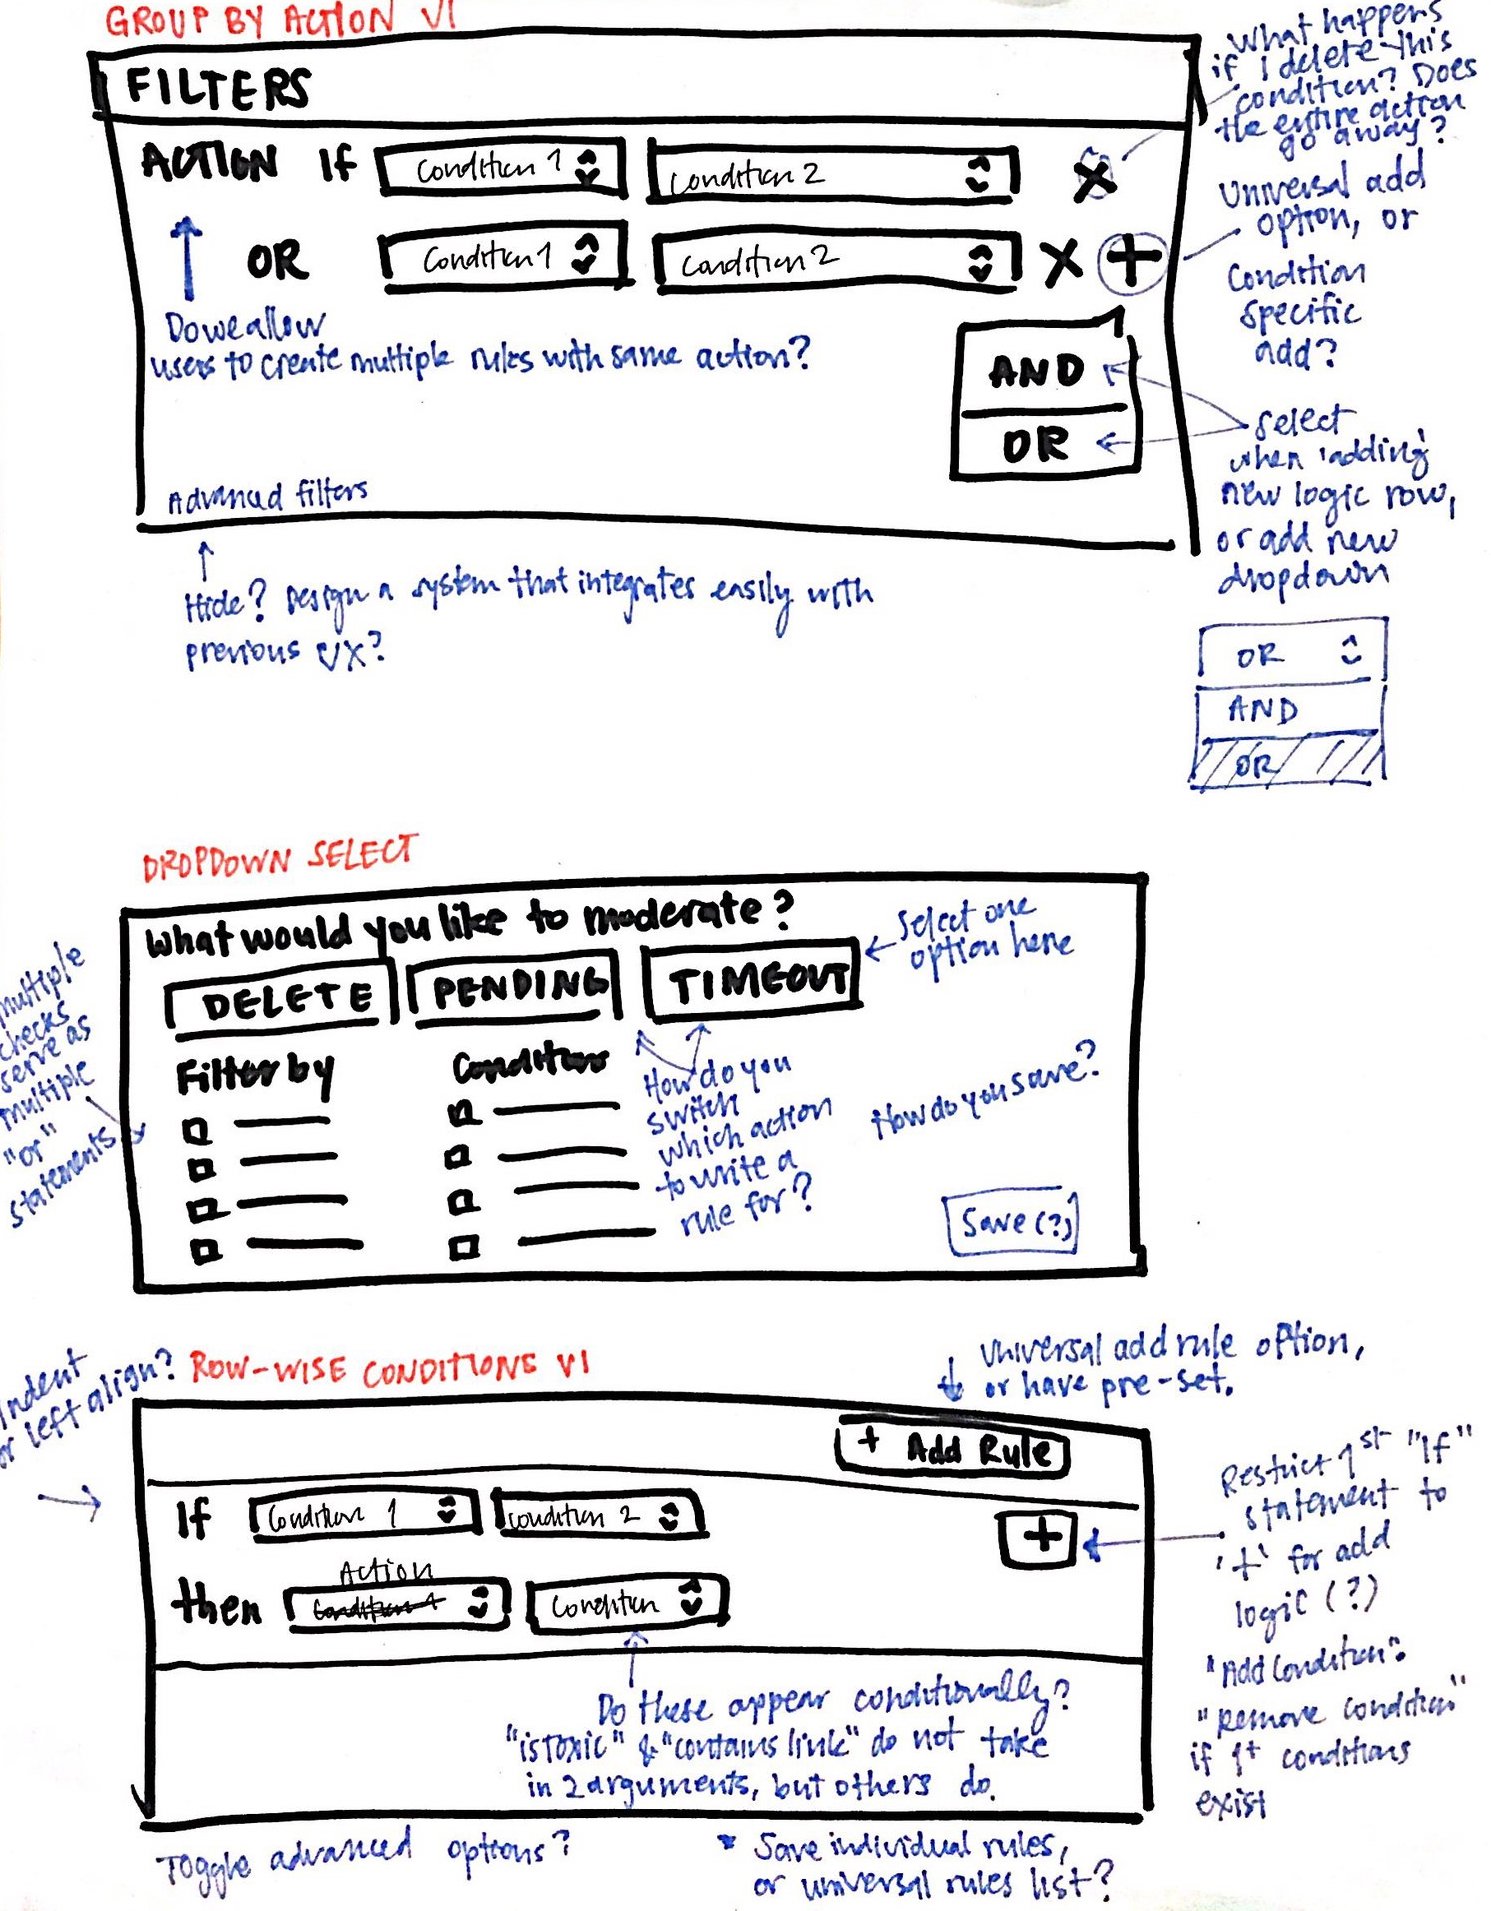 GROUP BY ACTION V1
FILTERS
ACTION If Condition 1 Condition 2 X
OR Condition 1 Condition 2 X +
AND
OR
Do we allow
users to create multiple rules with same action?
Advanced filters
Hide? Design a system that integrates easily with
previous UX?
What happens
if I delete this
condition? Does
the entire action
go away?
Universal add
option, or
Condition
specific
add?
Select
when 'adding'
new logic row,
or add new
dropdown
OR
AND
OR
DROPDOWN SELECT
What would you like to moderate?
DELETE PENDING TIMEOUT
Select one
option here
Filter by Conditions
multiple
checks
serve as
multiple
"or"
statements
How do you
switch
which action
to write a
rule for?
How do you save?
Save (?)
Indent
or left align?
ROW-WISE CONDITIONS V1
Universal add rule option,
or have pre-set.
+ Add Rule
If Condition 1 Condition 2 +
Action
then Condition 1 Condition
Do these appear conditionally?
"isToxic" & "contains link" do not take
in 2 arguments, but others do.
Restrict 1st "If"
statement to
'+' for add
logic (?)
"Add Condition".
"Remove condition"
if 1+ conditions
exist
Toggle advanced options?
* Save individual rules,
or universal rules list?